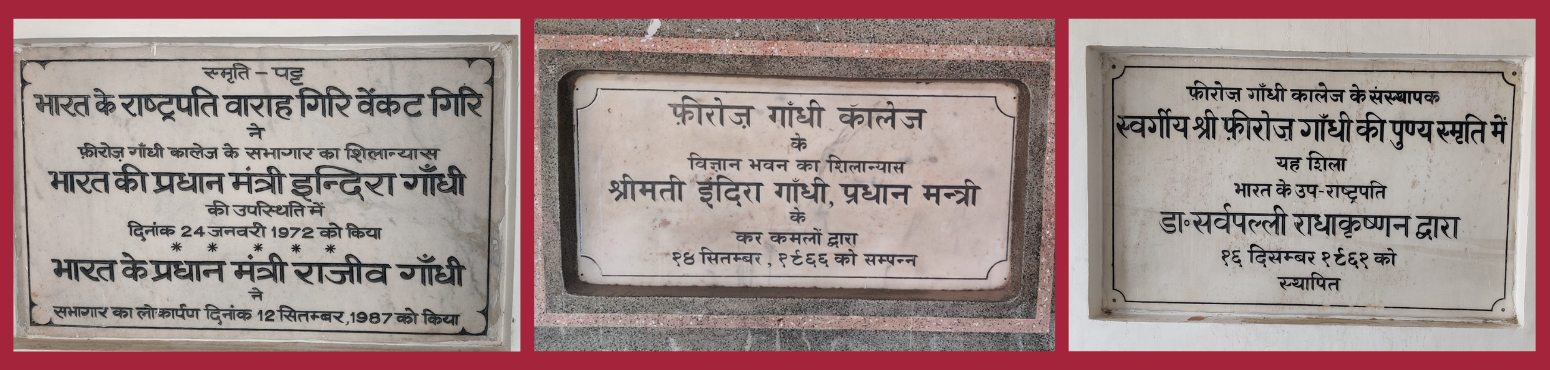 स्मृति - पट्ट
भारत के राष्ट्रपति वाराह गिरि वेंकट गिरि
ने
फ़ीरोज़ गाँधी कालेज के सभागार का शिलान्यास
भारत की प्रधान मंत्री इन्दिरा गाँधी
की उपस्थिति में
दिनांक 24 जनवरी 1972 को किया
* * * * *
भारत के प्रधान मंत्री राजीव गाँधी
ने
सभागार का लोकार्पण दिनांक 12 सितम्बर,1987 को किया
फ़ीरोज़ गाँधी कॉलेज
के
विज्ञान भवन का शिलान्यास
श्रीमती इंदिरा गाँधी, प्रधान मन्त्री
के
कर कमलों द्वारा
१४ सितम्बर, १९६६ को सम्पन्न
फ़ीरोज़ गाँधी कालेज के संस्थापक
स्वर्गीय श्री फ़ीरोज़ गाँधी की पुण्य स्मृति में
यह शिला
भारत के उप-राष्ट्रपति
डा॰ सर्वपल्ली राधाकृष्णन द्वारा
१६ दिसम्बर १९६१ को
स्थापित